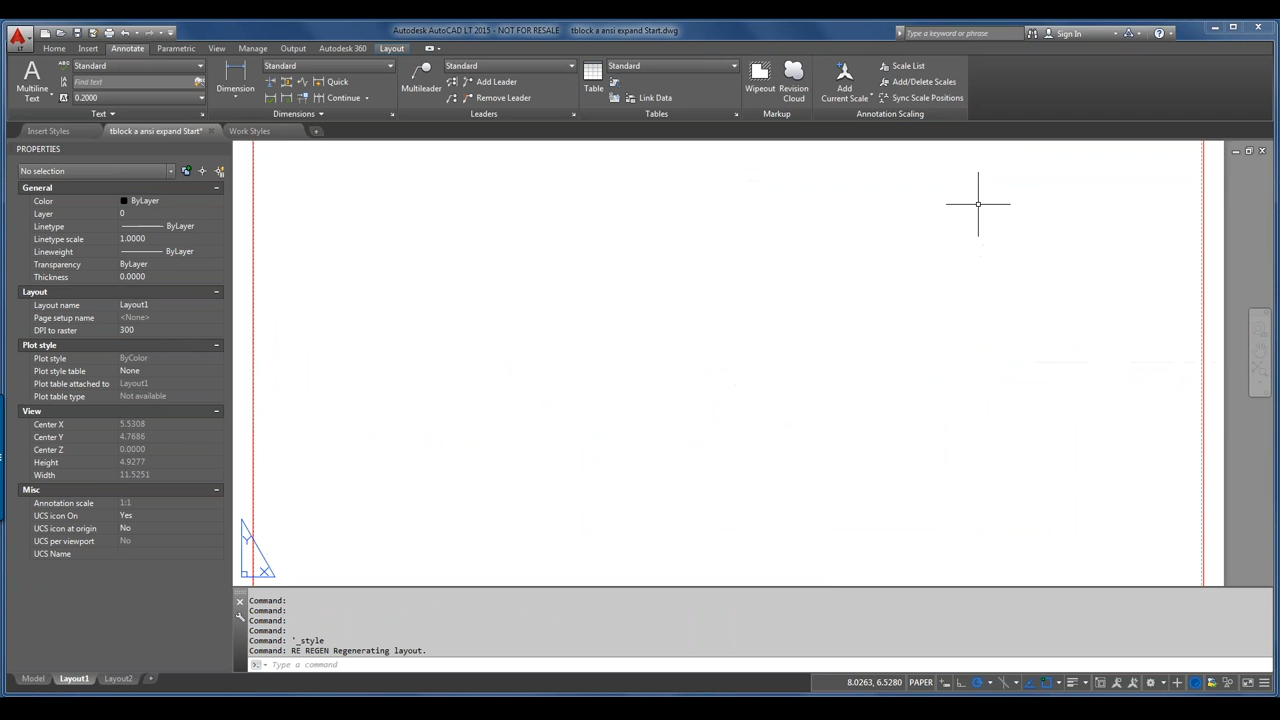 Autodesk AutoCAD LT 2015 - NOT FOR RESALE tblock a ansi expand Start.dwg
Type a keyword or phrase
Sign In
LT
Home Insert Annotate Parametric View Manage Output Autodesk 360 Layout
Multiline Text
Standard
Find text
0.2000
Text
Dimension
Standard
Quick
Continue
Dimensions
Multileader
Standard
Add Leader
Remove Leader
Leaders
Table
Standard
Link Data
Tables
Wipeout
Revision Cloud
Markup
Add Current Scale
Scale List
Add/Delete Scales
Sync Scale Positions
Annotation Scaling
Insert Styles tblock a ansi expand Start* Work Styles
PROPERTIES
No selection
General
Color ByLayer
Layer 0
Linetype ByLayer
Linetype scale 1.0000
Lineweight ByLayer
Transparency ByLayer
Thickness 0.0000
Layout
Layout name Layout1
Page setup name <None>
DPI to raster 300
Plot style
Plot style ByColor
Plot style table None
Plot table attached to Layout1
Plot table type Not available
View
Center X 5.5308
Center Y 4.7686
Center Z 0.0000
Height 4.9277
Width 11.5251
Misc
Annotation scale 1:1
UCS icon On Yes
UCS icon at origin No
UCS per viewport No
UCS Name
Y
X
Command:
Command:
Command:
Command:
Command: '_style
Command: RE REGEN Regenerating layout.
Type a command
Model Layout1 Layout2 +
8.0263, 6.5280 PAPER